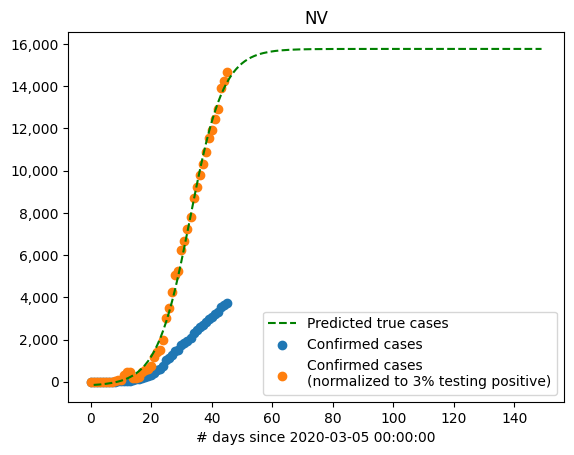 NV
16,000
14,000
12,000
10,000
8,000
6,000
4,000
2,000
0
Predicted true cases
Confirmed cases
Confirmed cases
(normalized to 3% testing positive)
0 20 40 60 80 100 120 140
# days since 2020-03-05 00:00:00